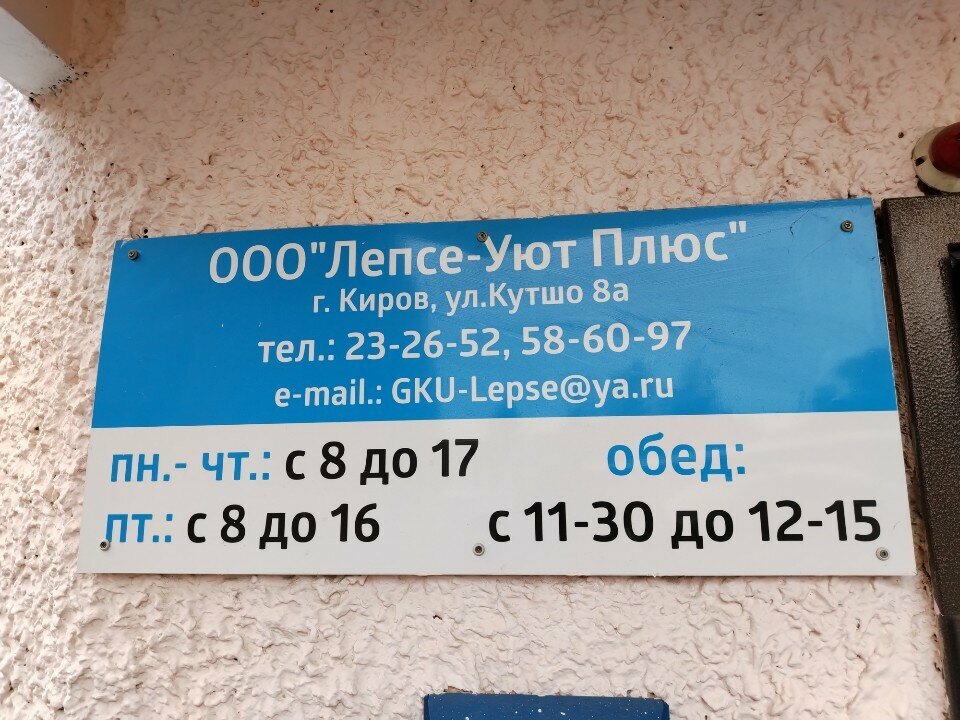 ООО"Лепсе-Уют Плюс"
г. Киров, ул.Кутшо 8а
тел.: 23-26-52, 58-60-97
e-mail.: GKU-Lepse@ya.ru
пн.- чт.: с 8 до 17
пт.: с 8 до 16
обед:
с 11-30 до 12-15